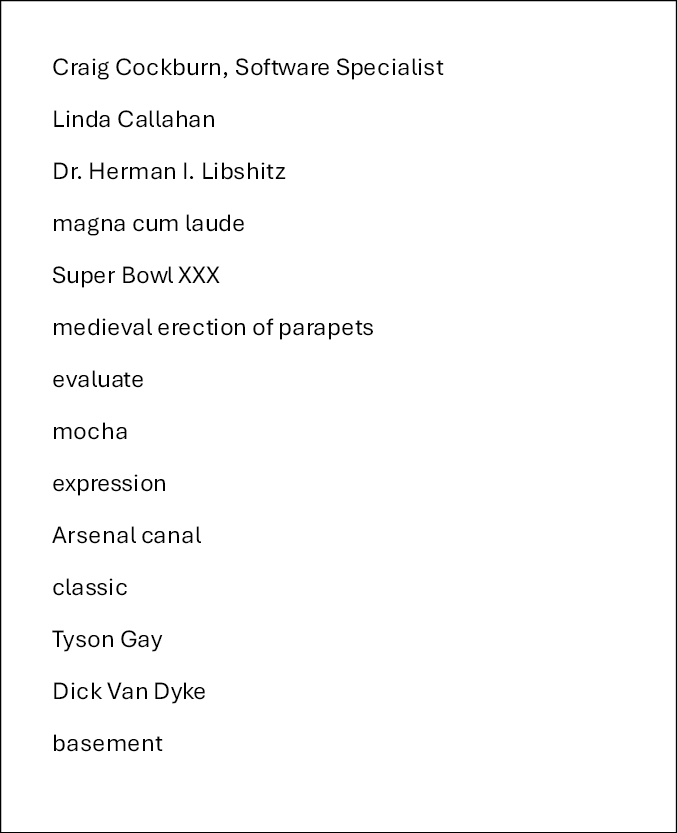 Craig Cockburn, Software Specialist
Linda Callahan
Dr. Herman I. Libshitz
magna cum laude
Super Bowl XXX
medieval erection of parapets
evaluate
mocha
expression
Arsenal canal
classic
Tyson Gay
Dick Van Dyke
basement